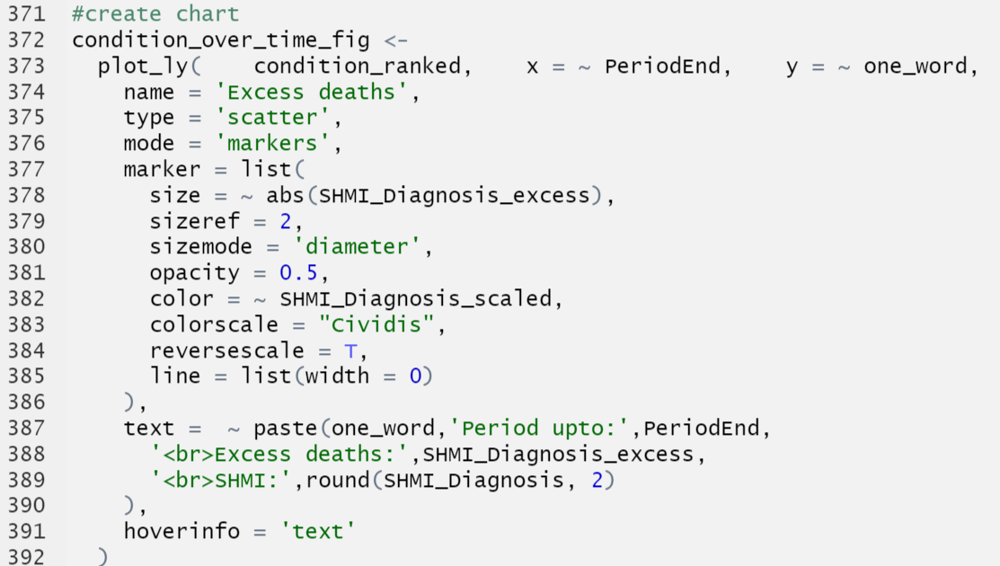 371 #create chart
372 condition_over_time_fig <-
373   plot_ly(    condition_ranked,    x = ~ PeriodEnd,    y = ~ one_word,
374     name = 'Excess deaths',
375     type = 'scatter',
376     mode = 'markers',
377     marker = list(
378       size = ~ abs(SHMI_Diagnosis_excess),
379       sizeref = 2,
380       sizemode = 'diameter',
381       opacity = 0.5,
382       color = ~ SHMI_Diagnosis_scaled,
383       colorscale = "Cividis",
384       reversescale = T,
385       line = list(width = 0)
386     ),
387     text =  ~ paste(one_word,'Period upto:',PeriodEnd,
388       '<br>Excess deaths:',SHMI_Diagnosis_excess,
389       '<br>SHMI:',round(SHMI_Diagnosis, 2)
390     ),
391     hoverinfo = 'text'
392   )